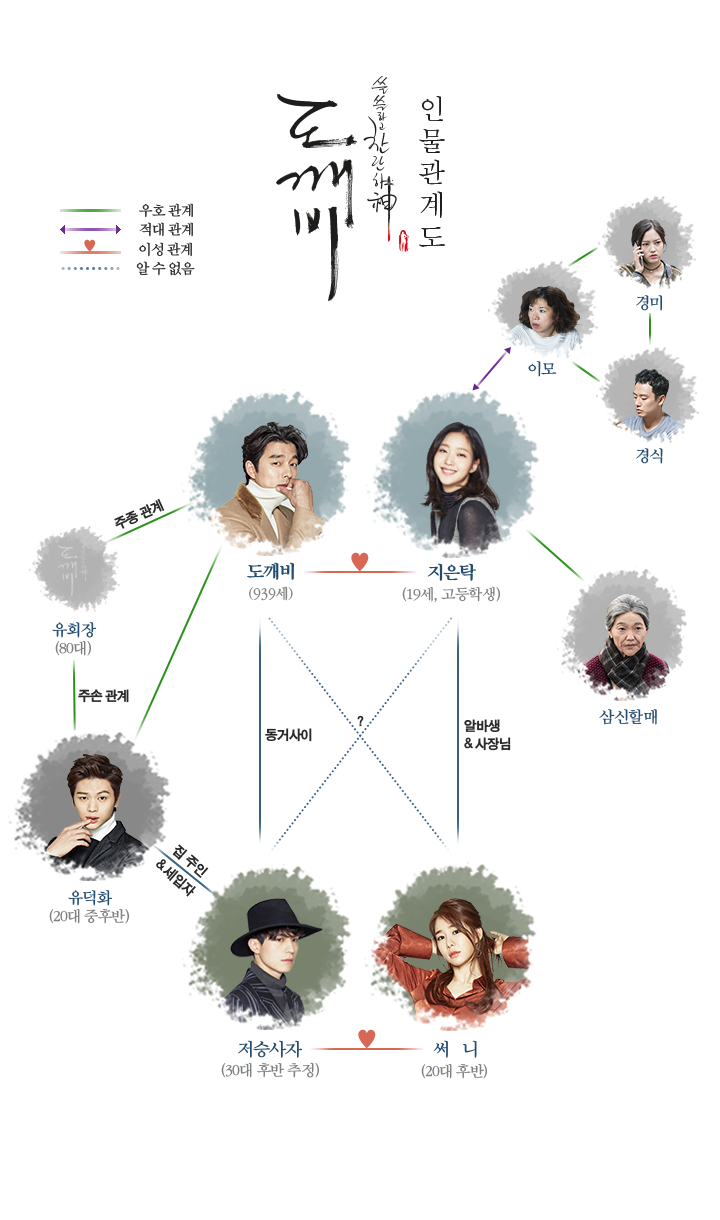 도깨비
쓸쓸하고 찬란하神
인물관계도
우호 관계
적대 관계
이성 관계
알 수 없음
경미
이모
경식
주종 관계
도깨비
(939세)
지은탁
(19세, 고등학생)
유회장
(80대)
삼신할매
주손 관계
동거사이
?
알바생
& 사장님
집 주인
& 세입자
유덕화
(20대 중후반)
저승사자
(30대 후반 추정)
써 니
(20대 후반)